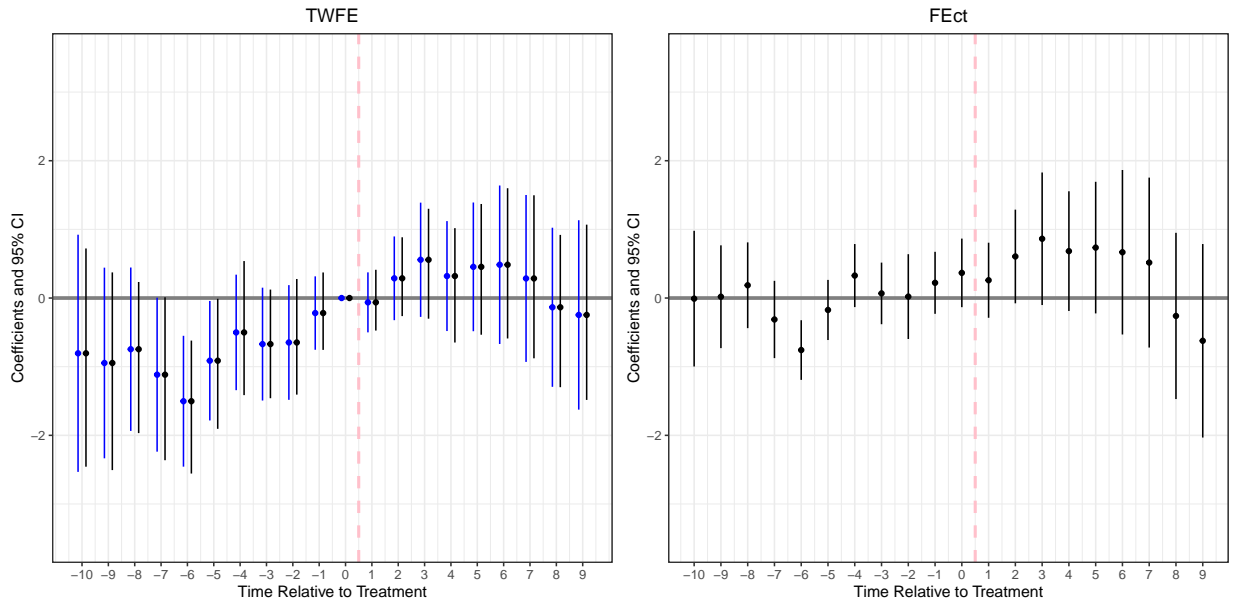 TWFE
Coefficients and 95% CI
2
0
−2
−10 −9 −8 −7 −6 −5 −4 −3 −2 −1 0 1 2 3 4 5 6 7 8 9
Time Relative to Treatment
FEct
Coefficients and 95% CI
2
0
−2
−10 −9 −8 −7 −6 −5 −4 −3 −2 −1 0 1 2 3 4 5 6 7 8 9
Time Relative to Treatment